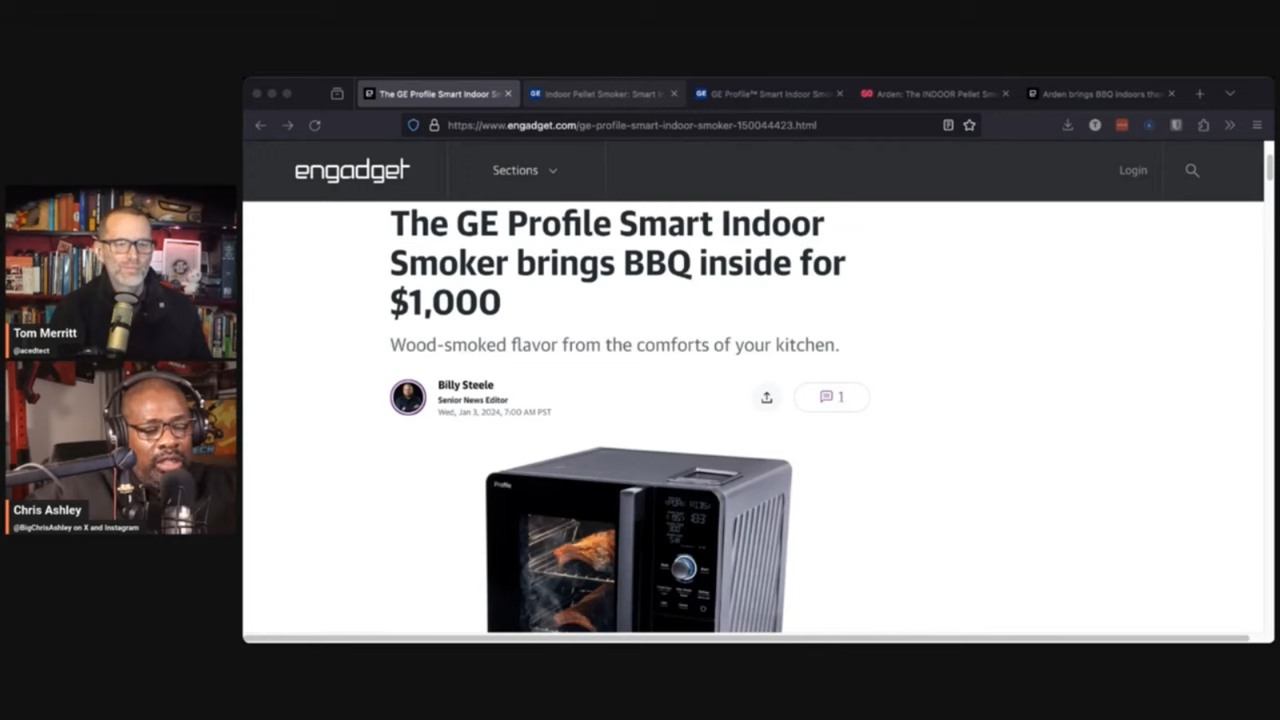 The GE Profile Smart Indoor S
Indoor Pellet Smoker: Smart I
GE Profile™ Smart Indoor Smo
Arden: The INDOOR Pellet Sm
Arden brings BBQ indoors tha
https://www.engadget.com/ge-profile-smart-indoor-smoker-150044423.html
engadget
Sections
Login
The GE Profile Smart Indoor
Smoker brings BBQ inside for
$1,000
Wood-smoked flavor from the comforts of your kitchen.
Billy Steele
Senior News Editor
Wed, Jan 3, 2024, 7:00 AM PST
1
Profile
Tom Merritt
@acedtect
Chris Ashley
@BigChrisAshley on X and Instagram